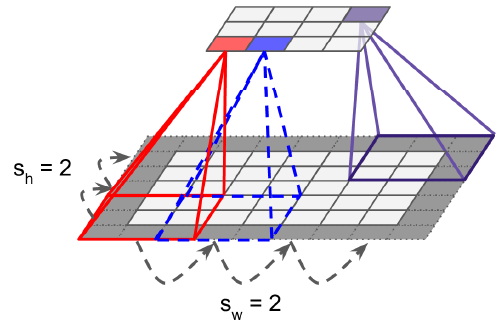 s_h = 2
s_w = 2